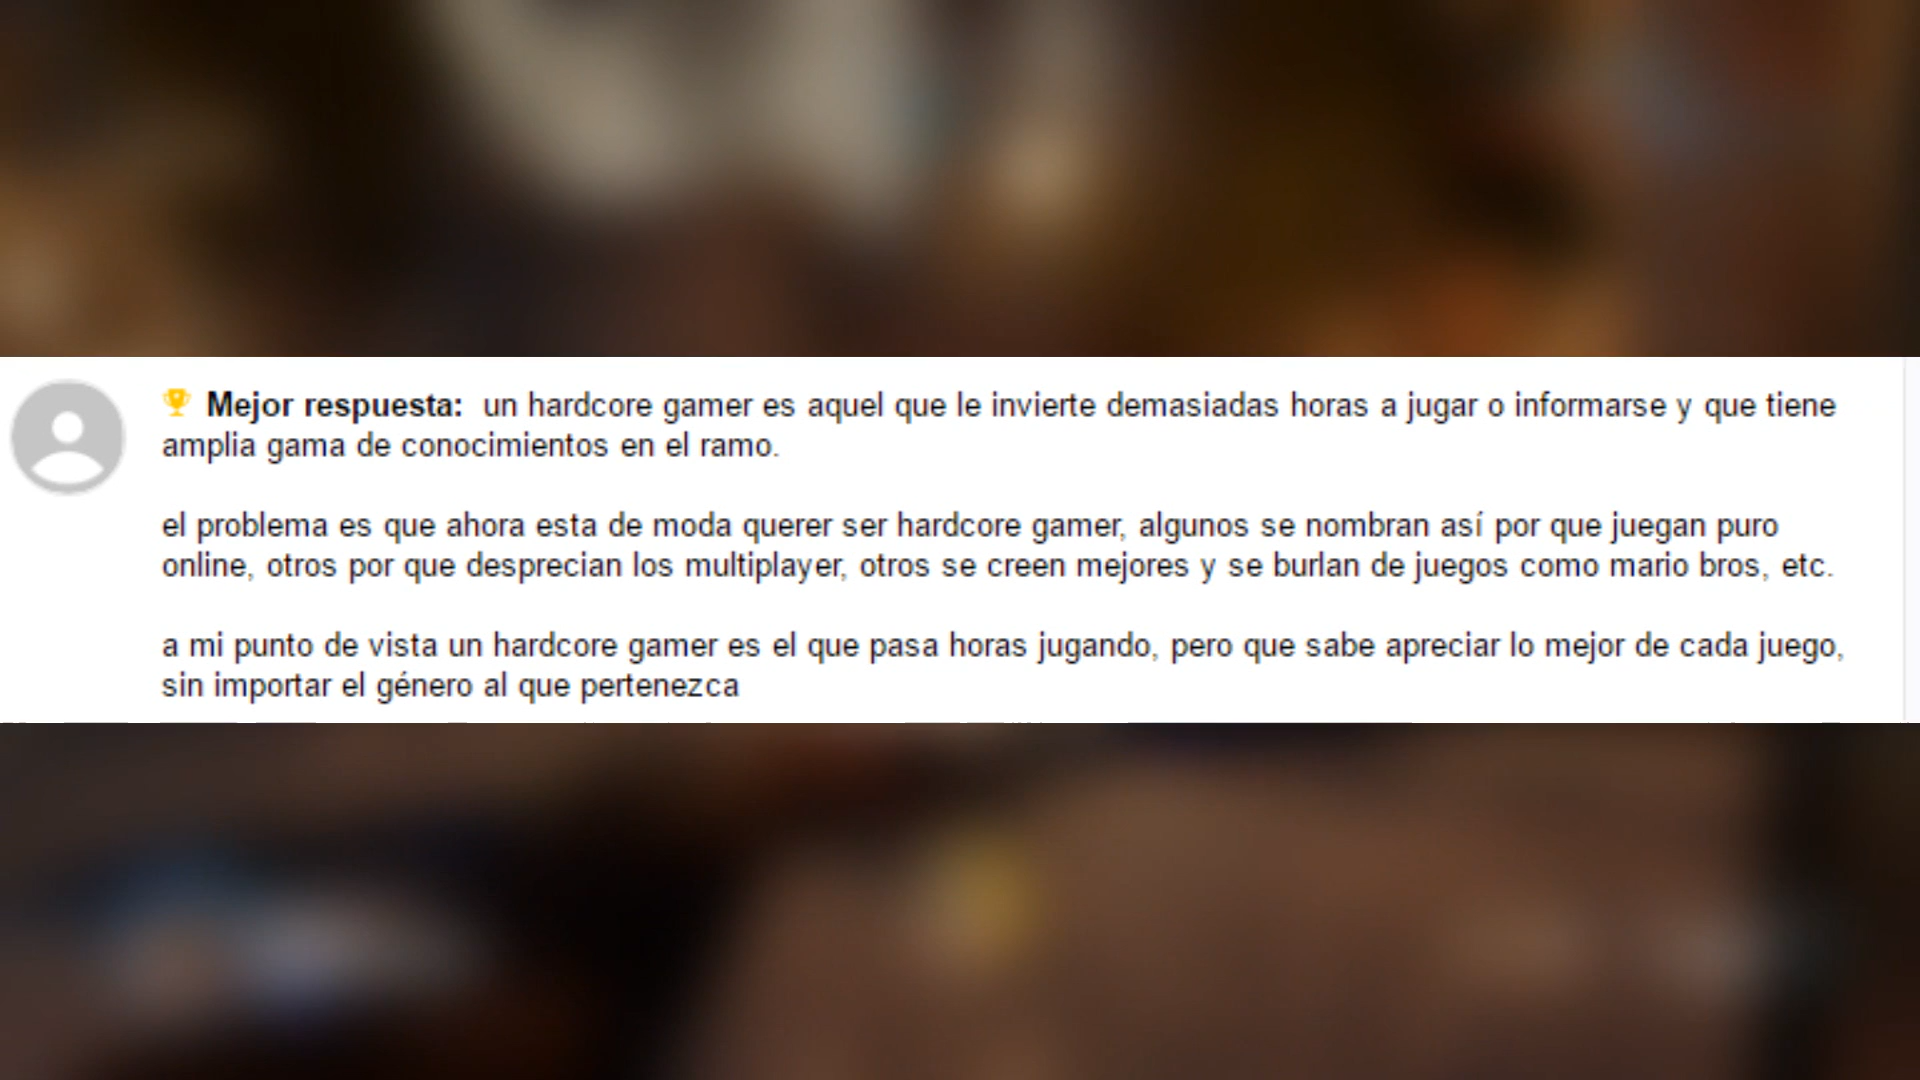 Mejor respuesta: un hardcore gamer es aquel que le invierte demasiadas horas a jugar o informarse y que tiene
amplia gama de conocimientos en el ramo.
el problema es que ahora esta de moda querer ser hardcore gamer, algunos se nombran así por que juegan puro
online, otros por que desprecian los multiplayer, otros se creen mejores y se burlan de juegos como mario bros, etc.
a mi punto de vista un hardcore gamer es el que pasa horas jugando, pero que sabe apreciar lo mejor de cada juego,
sin importar el género al que pertenezca